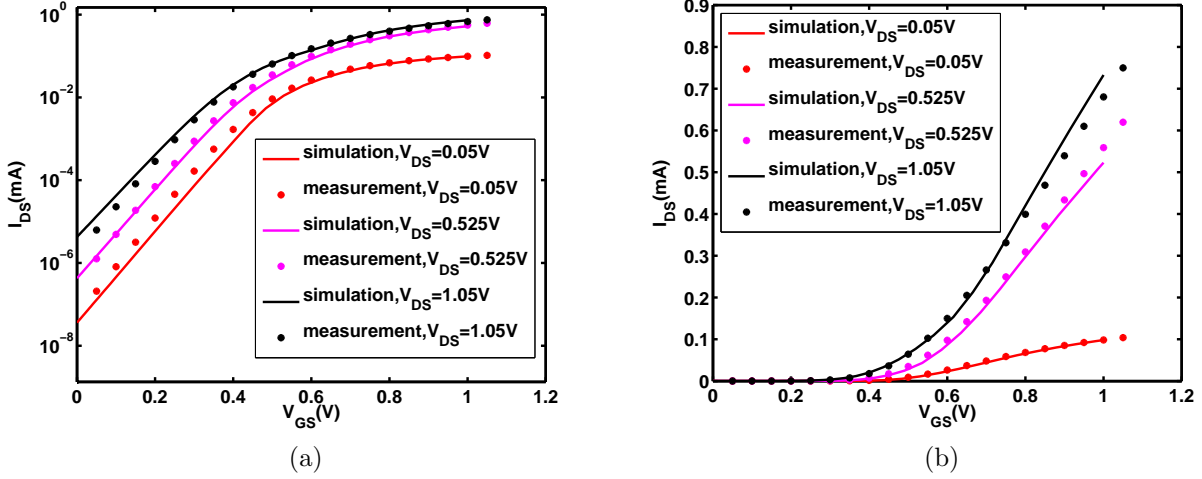 10^0
10^-2
10^-4
10^-6
10^-8
I_DS(mA)
0 0.2 0.4 0.6 0.8 1 1.2
V_GS(V)
simulation,V_DS=0.05V
measurement,V_DS=0.05V
simulation,V_DS=0.525V
measurement,V_DS=0.525V
simulation,V_DS=1.05V
measurement,V_DS=1.05V
(a)
0.9
0.8
0.7
0.6
0.5
0.4
0.3
0.2
0.1
0
I_DS(mA)
0 0.2 0.4 0.6 0.8 1 1.2
V_GS(V)
simulation,V_DS=0.05V
measurement,V_DS=0.05V
simulation,V_DS=0.525V
measurement,V_DS=0.525V
simulation,V_DS=1.05V
measurement,V_DS=1.05V
(b)